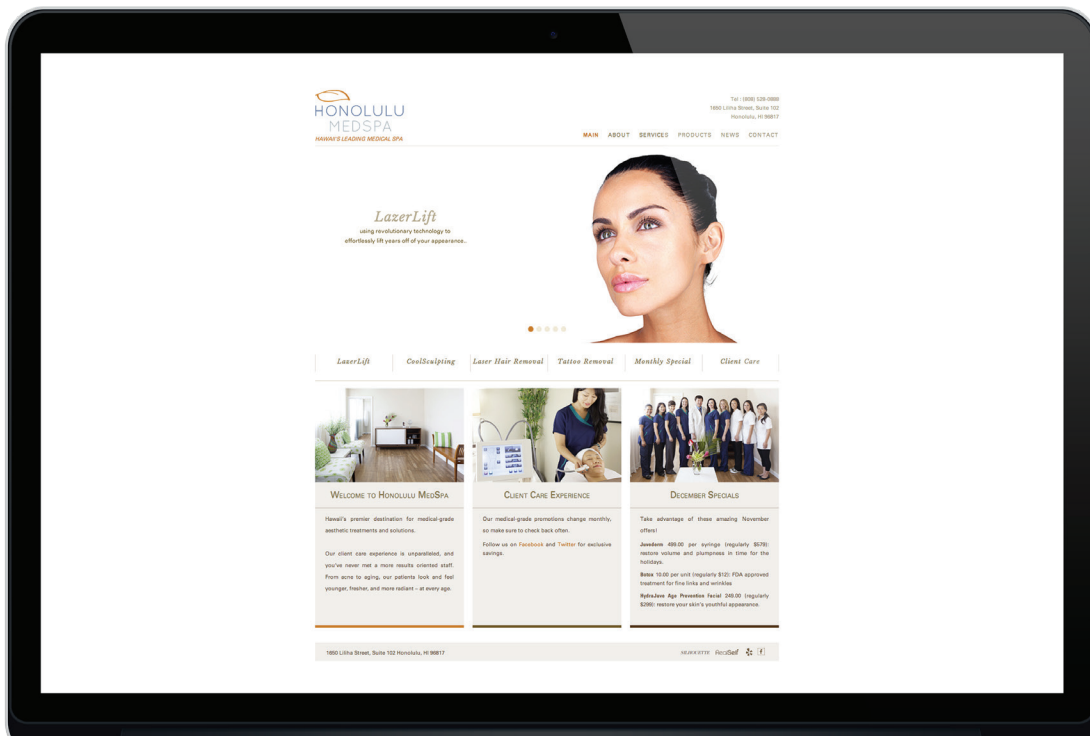 HONOLULU
MEDSPA
HAWAII'S LEADING MEDICAL SPA
Tel : (808) 528-0888
1650 Liliha Street, Suite 102
Honolulu, HI 96817
MAIN ABOUT SERVICES PRODUCTS NEWS CONTACT
LazerLift
using revolutionary technology to
effortlessly lift years off of your appearance.
LazerLift CoolSculpting Laser Hair Removal Tattoo Removal Monthly Special Client Care
WELCOME TO HONOLULU MEDSPA
Hawaii's premier destination for medical-grade
aesthetic treatments and solutions.
Our client care experience is unparalleled, and
you've never met a more results oriented staff.
From acne to aging, our patients look and feel
younger, fresher, and more radiant – at every age.
CLIENT CARE EXPERIENCE
Our medical-grade promotions change monthly,
so make sure to check back often.
Follow us on Facebook and Twitter for exclusive
savings.
DECEMBER SPECIALS
Take advantage of these amazing November
offers!
Juvederm 499.00 per syringe (regularly $579):
restore volume and plumpness in time for the
holidays.
Botox 10.00 per unit (regularly $12): FDA approved
treatment for fine links and wrinkles
HydraJave Age Prevention Facial 249.00 (regularly
$299): restore your skin's youthful appearance.
1650 Liliha Street, Suite 102 Honolulu, HI 96817